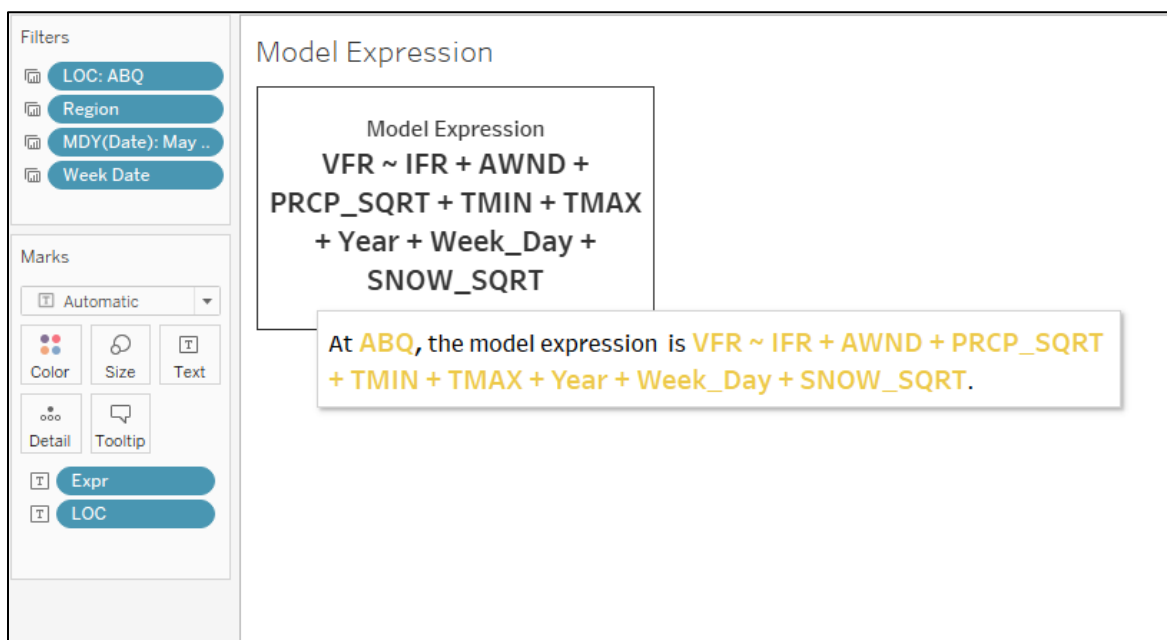 Filters
LOC: ABQ
Region
MDY(Date): May ..
Week Date
Marks
Automatic
Color
Size
Text
Detail
Tooltip
Expr
LOC
Model Expression
Model Expression
VFR ~ IFR + AWND +
PRCP_SQRT + TMIN + TMAX
+ Year + Week_Day +
SNOW_SQRT
At ABQ, the model expression is VFR ~ IFR + AWND + PRCP_SQRT
+ TMIN + TMAX + Year + Week_Day + SNOW_SQRT.